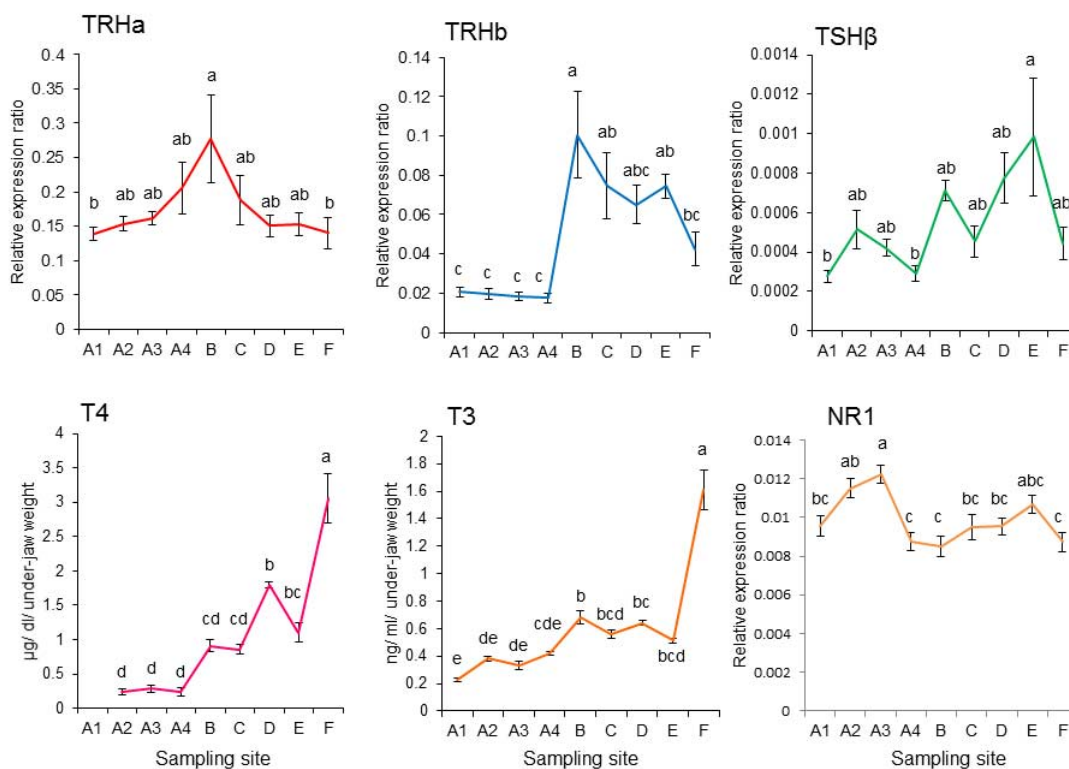 TRHa
Relative expression ratio
0.4
0.35
0.3
0.25
0.2
0.15
0.1
0.05
0
b ab ab ab a ab ab ab b
A1 A2 A3 A4 B C D E F
TRHb
Relative expression ratio
0.14
0.12
0.1
0.08
0.06
0.04
0.02
0
c c c c a ab abc ab bc
A1 A2 A3 A4 B C D E F
TSHβ
Relative expression ratio
0.0014
0.0012
0.001
0.0008
0.0006
0.0004
0.0002
0
b ab ab b ab ab ab a ab
A1 A2 A3 A4 B C D E F
T4
µg/ dl/ under-jaw weight
4
3.5
3
2.5
2
1.5
1
0.5
0
d d d cd cd b bc a
A1 A2 A3 A4 B C D E F
Sampling site
T3
ng/ ml/ under-jaw weight
2
1.8
1.6
1.4
1.2
1
0.8
0.6
0.4
0.2
0
e de de cde b bcd bc bcd a
A1 A2 A3 A4 B C D E F
Sampling site
NR1
Relative expression ratio
0.014
0.012
0.01
0.008
0.006
0.004
0.002
0
bc ab a c c bc bc abc c
A1 A2 A3 A4 B C D E F
Sampling site